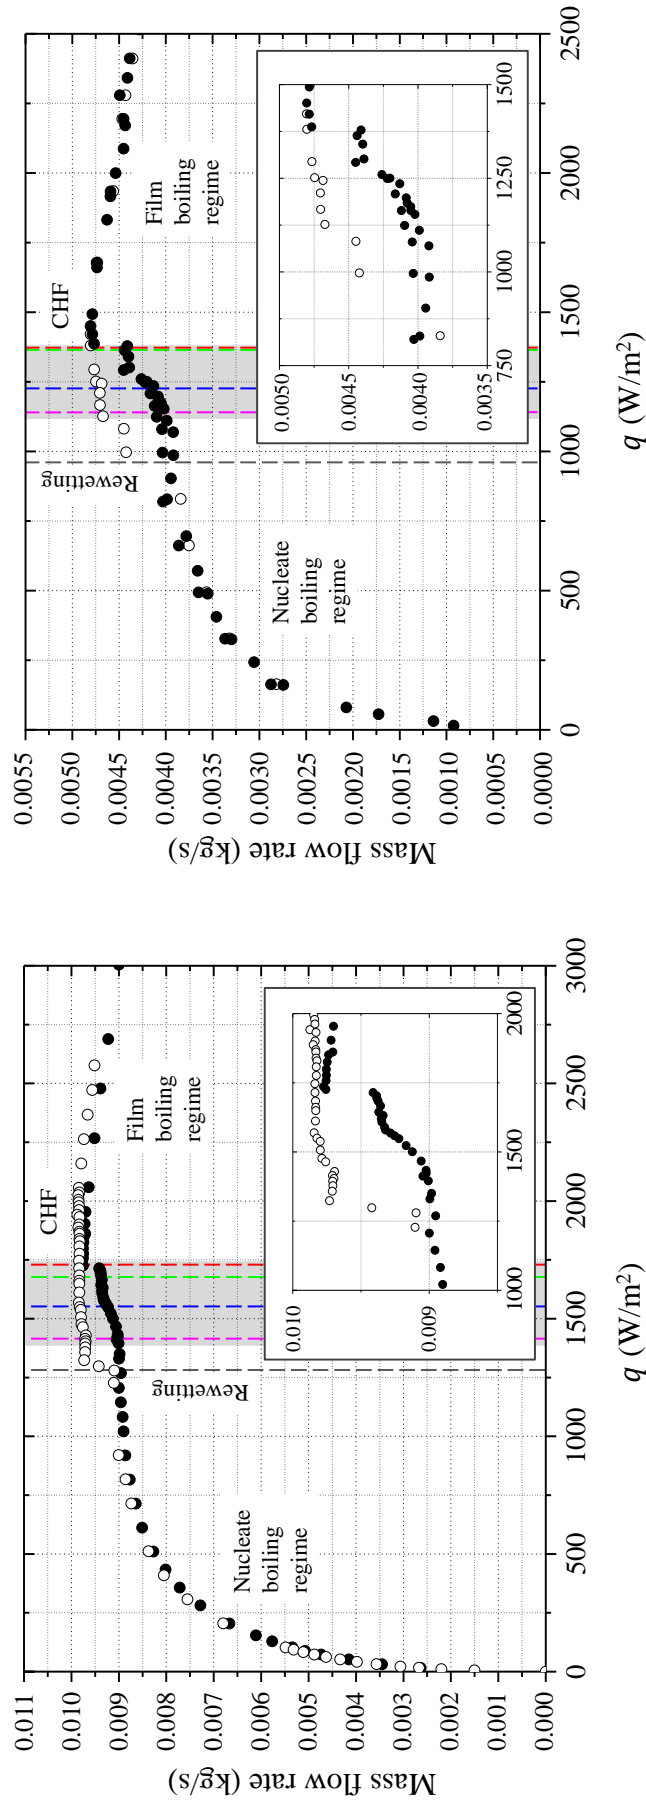 Mass flow rate (kg/s)
0.011
0.010
0.009
0.008
0.007
0.006
0.005
0.004
0.003
0.002
0.001
0.000
CHF
Film
boiling
regime
Rewetting
Nucleate
boiling
regime
0.010
0.009
1000
1500
2000
0
500
1000
1500
2000
2500
3000
q (W/m²)
Mass flow rate (kg/s)
0.0055
0.0050
0.0045
0.0040
0.0035
0.0030
0.0025
0.0020
0.0015
0.0010
0.0005
0.0000
Rewetting
CHF
Film
boiling
regime
Nucleate
boiling
regime
0.0050
0.0045
0.0040
0.0035
750
1000
1250
1500
0
500
1000
1500
2000
2500
q (W/m²)